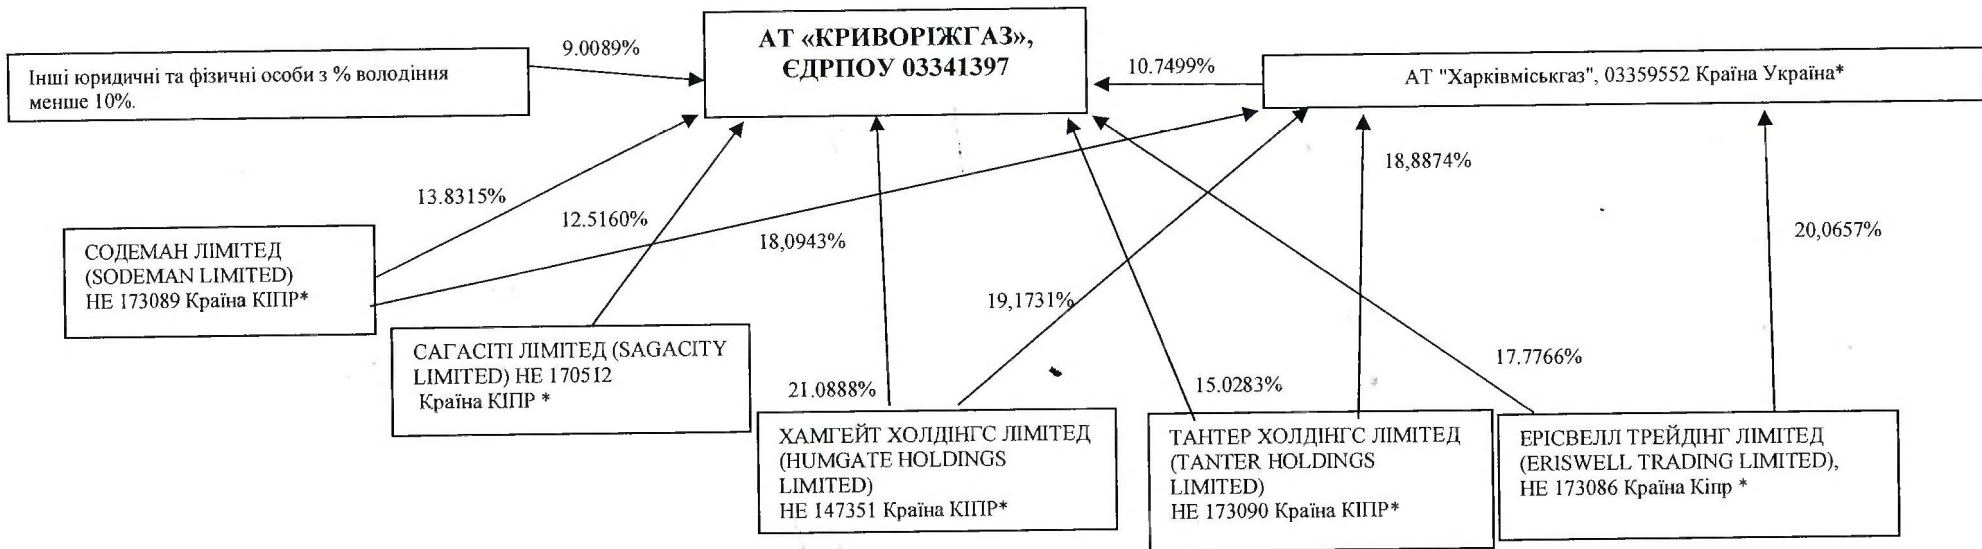 АТ «КРИВОРІЖГАЗ»,
ЄДРПОУ 03341397
9.0089%
Інші юридичні та фізичні особи з % володіння
менше 10%.
10.7499%
АТ "Харківміськгаз", 03359552 Країна Україна*
18,8874%
13.8315%
12.5160%
18,0943%
20,0657%
СОДЕМАН ЛІМІТЕД
(SODEMAN LIMITED)
НЕ 173089 Країна КІПР*
19,1731%
САГАСІТІ ЛІМІТЕД (SAGACITY
LIMITED) НЕ 170512
Країна КІПР *
21.0888%
15.0283%
17.7766%
ХАМГЕЙТ ХОЛДІНГС ЛІМІТЕД
(HUMGATE HOLDINGS
LIMITED)
НЕ 147351 Країна КІПР*
ТАНТЕР ХОЛДІНГС ЛІМІТЕД
(TANTER HOLDINGS
LIMITED)
НЕ 173090 Країна КІПР*
ЕРІСВЕЛЛ ТРЕЙДІНГ ЛІМІТЕД
(ERISWELL TRADING LIMITED),
НЕ 173086 Країна Кіпр *